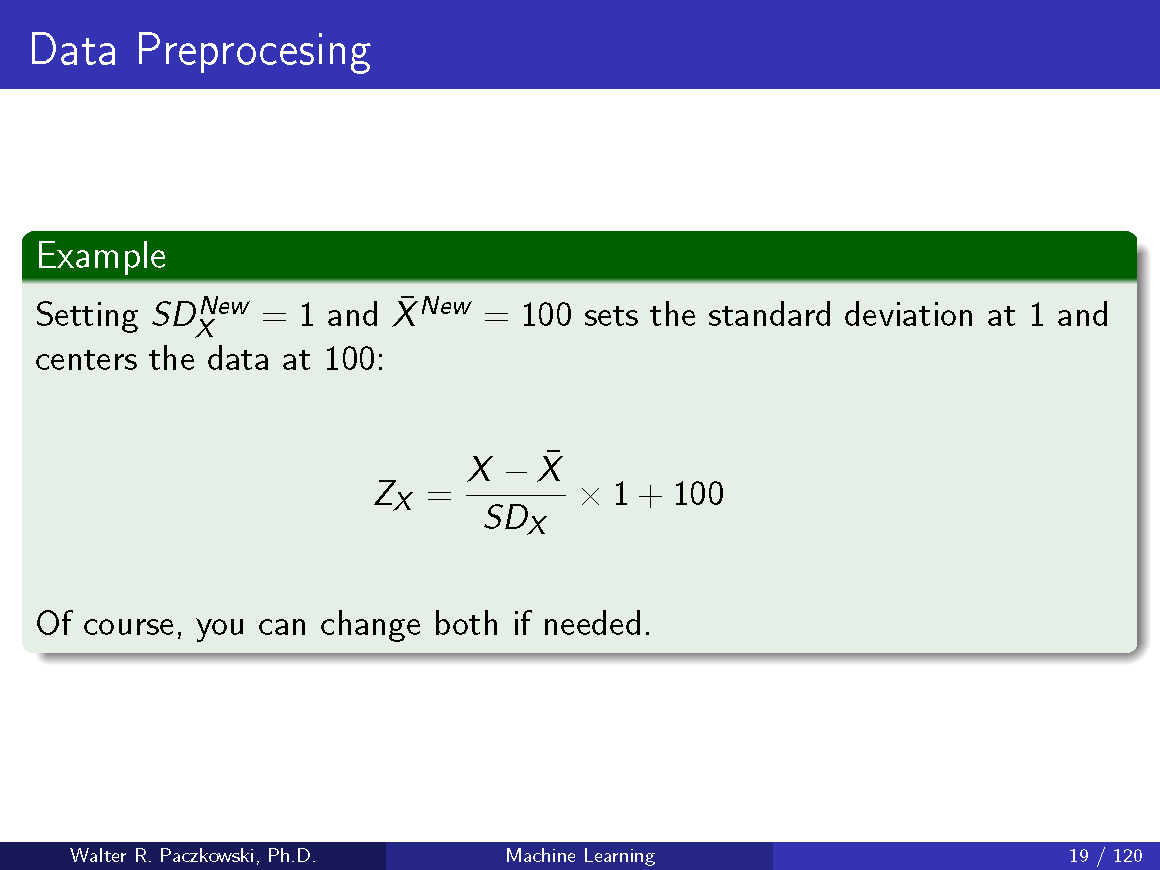 Data Preprocesing
Example
Setting $SD_X^{New} = 1$ and $\bar{X}^{New} = 100$ sets the standard deviation at 1 and
centers the data at 100:
$Z_X = \frac{X - \bar{X}}{SD_X} \times 1 + 100$
Of course, you can change both if needed.
Walter R. Paczkowski, Ph.D. Machine Learning 19 / 120